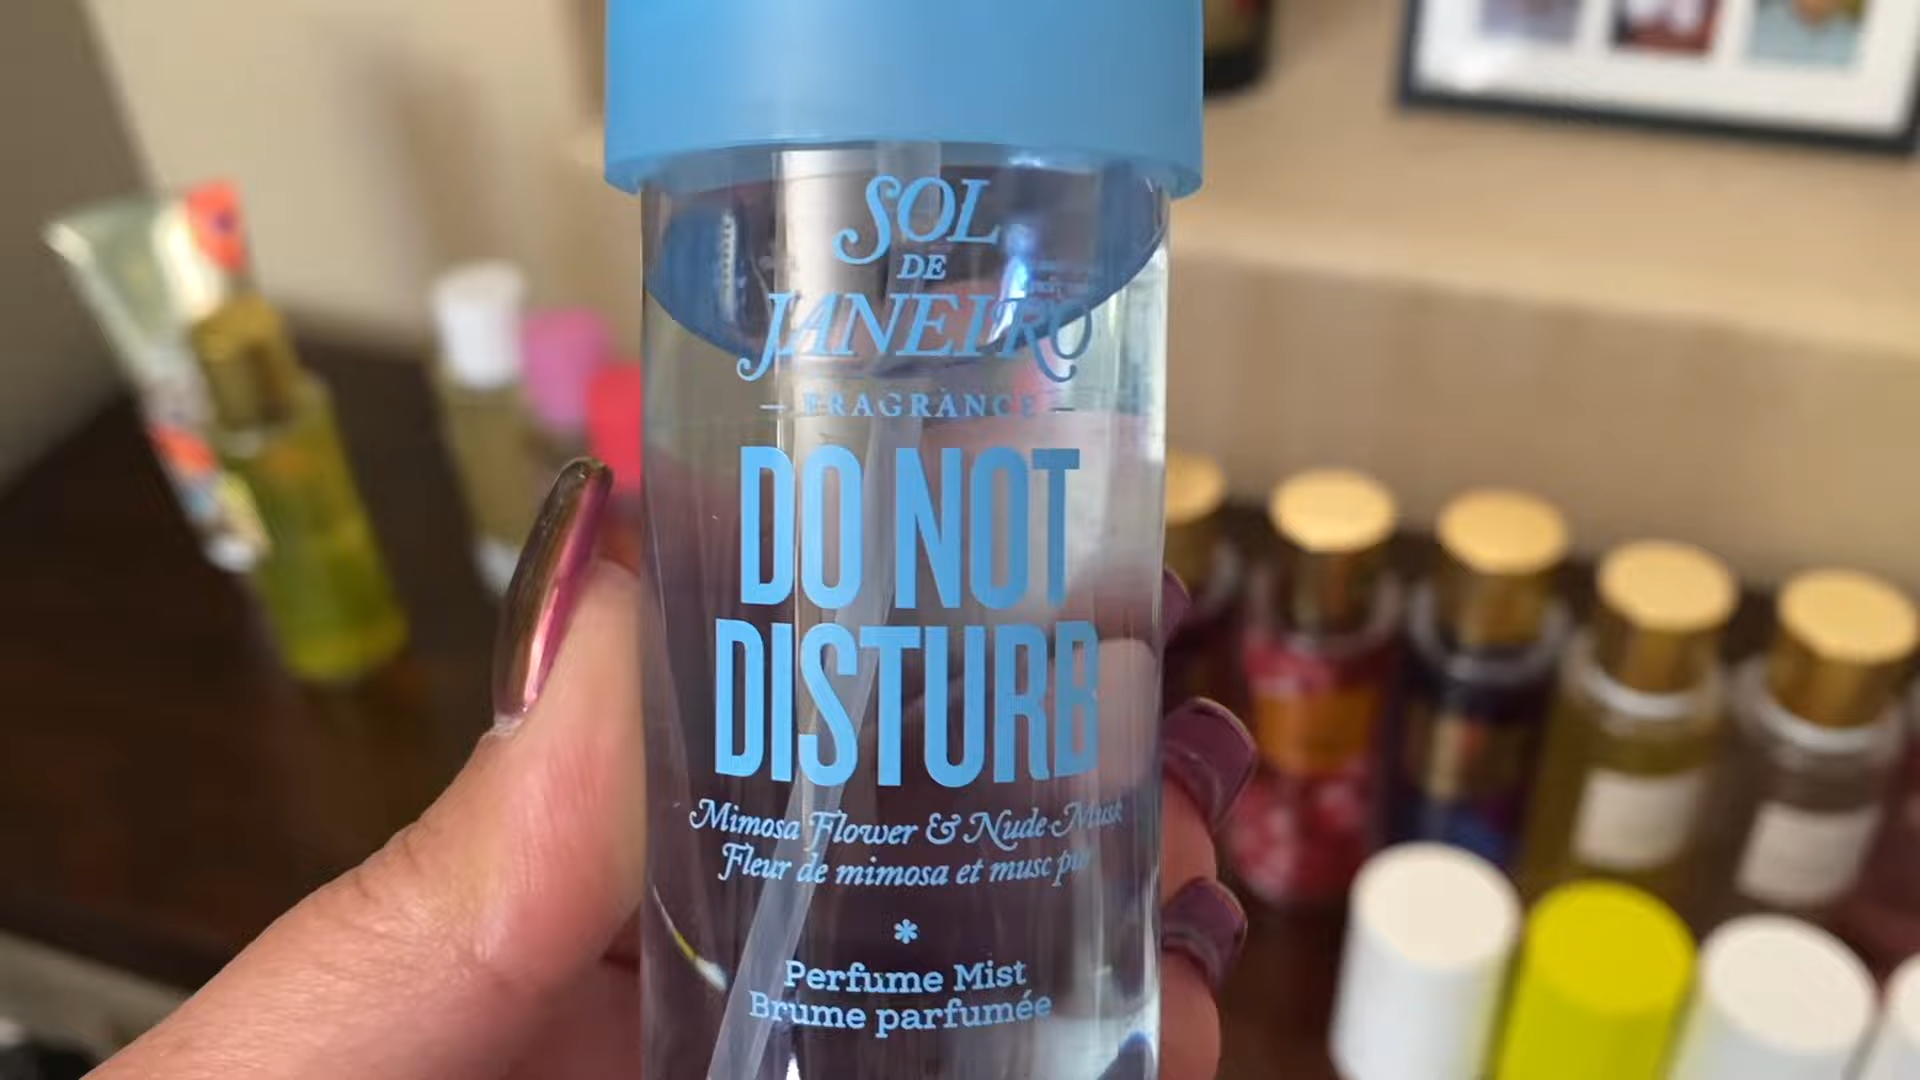 SOL
DE
JANEIRO
FRAGRANCE
DO NOT
DISTURB
Mimosa Flower & Nude Musk
Fleur de mimosa et musc pur
*
Perfume Mist
Brume parfumée